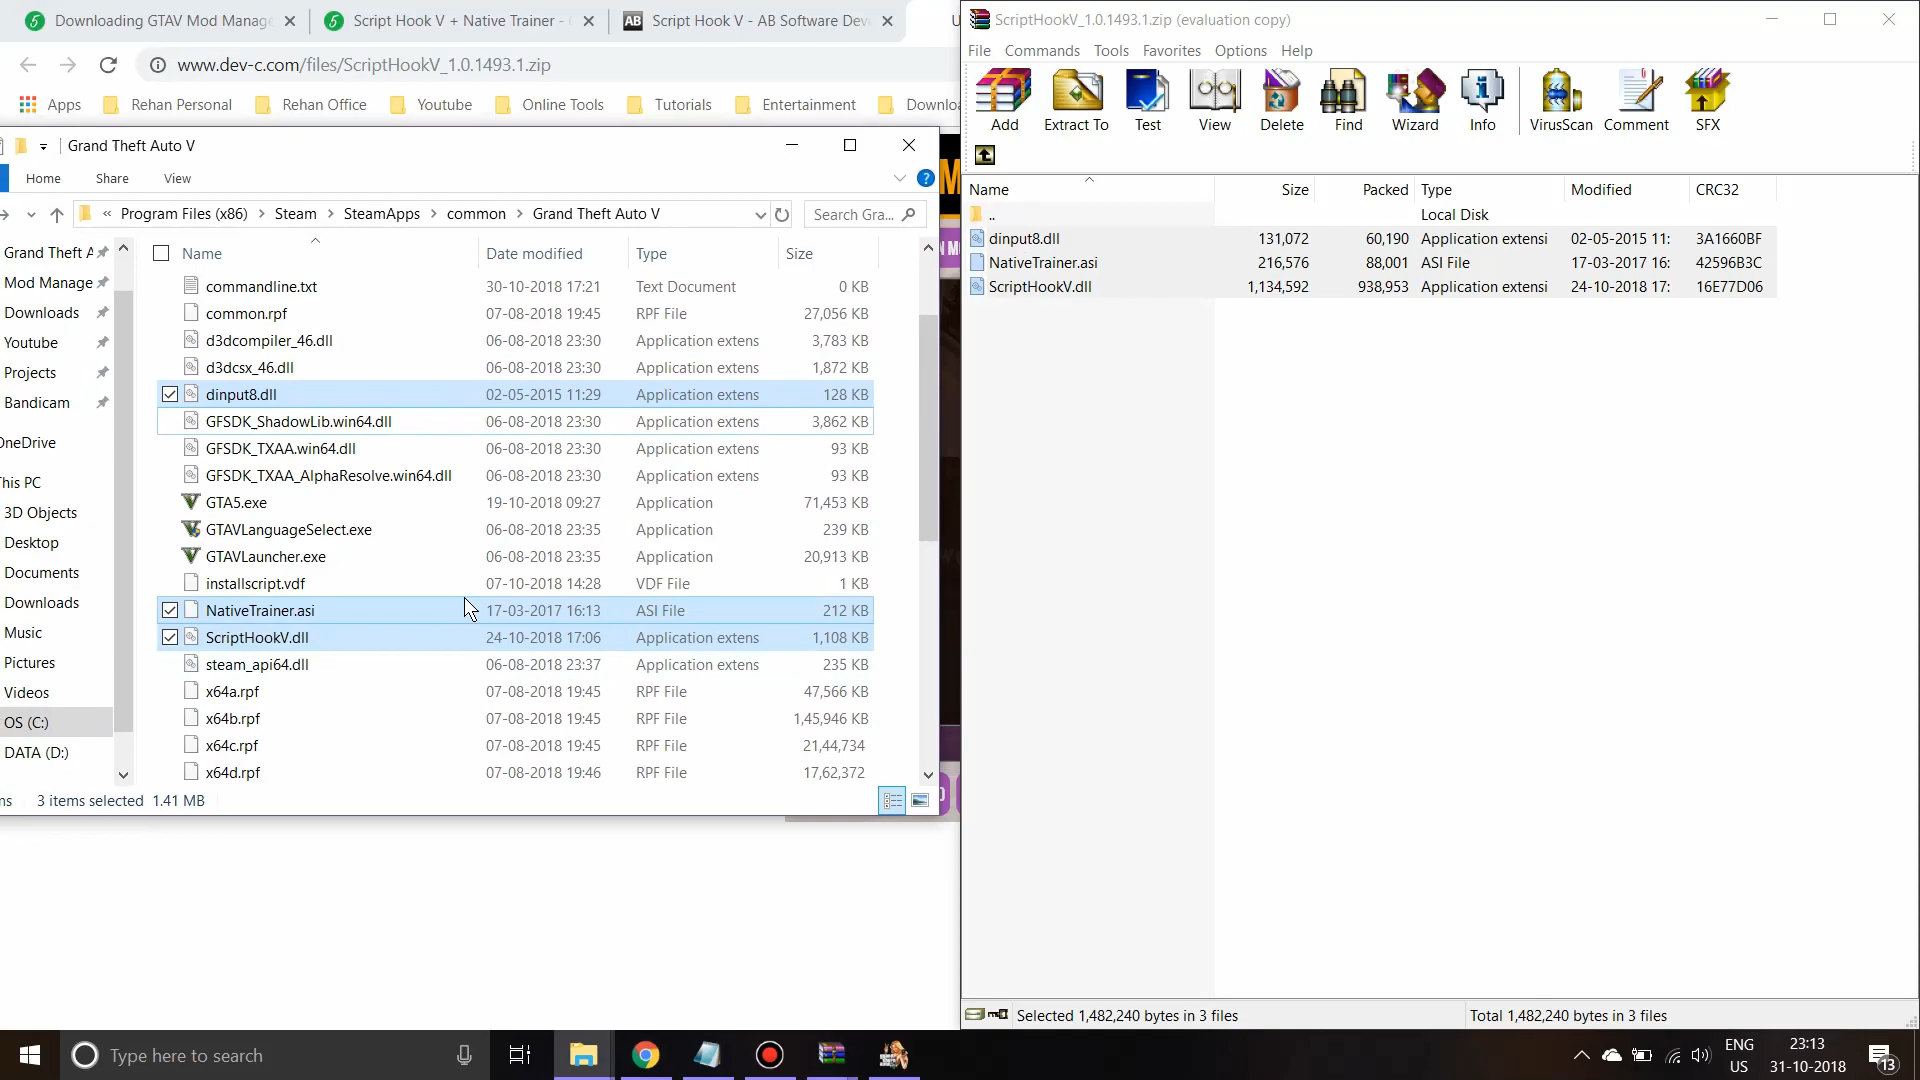 Downloading GTAV Mod Manage
Script Hook V + Native Trainer -
AB
Script Hook V - AB Software Dev
www.dev-c.com/files/ScriptHookV_1.0.1493.1.zip
Apps
Rehan Personal
Rehan Office
Youtube
Online Tools
Tutorials
Entertainment
Downlo
Grand Theft Auto V
Home
Share
View
« Program Files (x86) > Steam > SteamApps > common > Grand Theft Auto V
Search Gra...
Grand Theft A
Mod Manage
Downloads
Youtube
Projects
Bandicam
OneDrive
This PC
3D Objects
Desktop
Documents
Downloads
Music
Pictures
Videos
OS (C:)
DATA (D:)
Name Date modified Type Size
commandline.txt 30-10-2018 17:21 Text Document 0 KB
common.rpf 07-08-2018 19:45 RPF File 27,056 KB
d3dcompiler_46.dll 06-08-2018 23:30 Application extens 3,783 KB
d3dcsx_46.dll 06-08-2018 23:30 Application extens 1,872 KB
dinput8.dll 02-05-2015 11:29 Application extens 128 KB
GFSDK_ShadowLib.win64.dll 06-08-2018 23:30 Application extens 3,862 KB
GFSDK_TXAA.win64.dll 06-08-2018 23:30 Application extens 93 KB
GFSDK_TXAA_AlphaResolve.win64.dll 06-08-2018 23:30 Application extens 93 KB
GTA5.exe 19-10-2018 09:27 Application 71,453 KB
GTAVLanguageSelect.exe 06-08-2018 23:35 Application 239 KB
GTAVLauncher.exe 06-08-2018 23:35 Application 20,913 KB
installscript.vdf 07-10-2018 14:28 VDF File 1 KB
NativeTrainer.asi 17-03-2017 16:13 ASI File 212 KB
ScriptHookV.dll 24-10-2018 17:06 Application extens 1,108 KB
steam_api64.dll 06-08-2018 23:37 Application extens 235 KB
x64a.rpf 07-08-2018 19:45 RPF File 47,566 KB
x64b.rpf 07-08-2018 19:45 RPF File 1,45,946 KB
x64c.rpf 07-08-2018 19:45 RPF File 21,44,734
x64d.rpf 07-08-2018 19:46 RPF File 17,62,372
ms 3 items selected 1.41 MB
ScriptHookV_1.0.1493.1.zip (evaluation copy)
File Commands Tools Favorites Options Help
Add Extract To Test View Delete Find Wizard Info VirusScan Comment SFX
Name Size Packed Type Modified CRC32
.. Local Disk
dinput8.dll 131,072 60,190 Application extensi 02-05-2015 11: 3A1660BF
NativeTrainer.asi 216,576 88,001 ASI File 17-03-2017 16: 42596B3C
ScriptHookV.dll 1,134,592 938,953 Application extensi 24-10-2018 17: 16E77D06
Selected 1,482,240 bytes in 3 files
Total 1,482,240 bytes in 3 files
Type here to search
ENG
US
23:13
31-10-2018
13